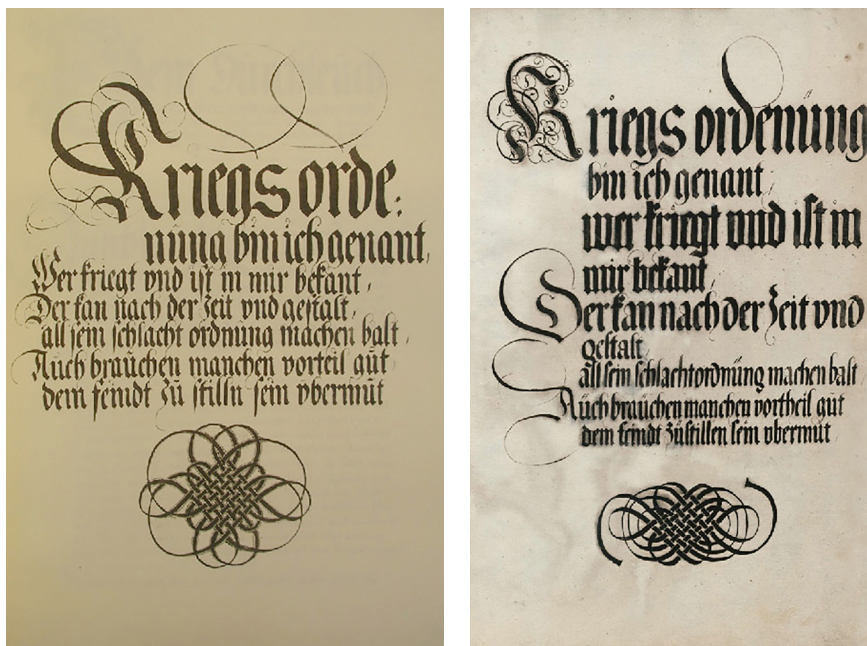 Kriegs orde:
nung bin ich genant,
Wer kriegt vnd ist in mir bekant,
Der kan nach der zeit vnd gestalt,
all sein schlacht ordnung machen balt,
Auch brauchen manchen vorteil gut
dem feindt zu stilln sein vbermut
Kriegs ordenung
bin ich genant,
wer kriegt vnd ist in
mir bekant,
Der kan nach der zeit vnd
gestalt,
all sein schlachtordnung machen balt
Auch brauchen manchen vortheil gut
dem feindt zustillen sein vbermut,